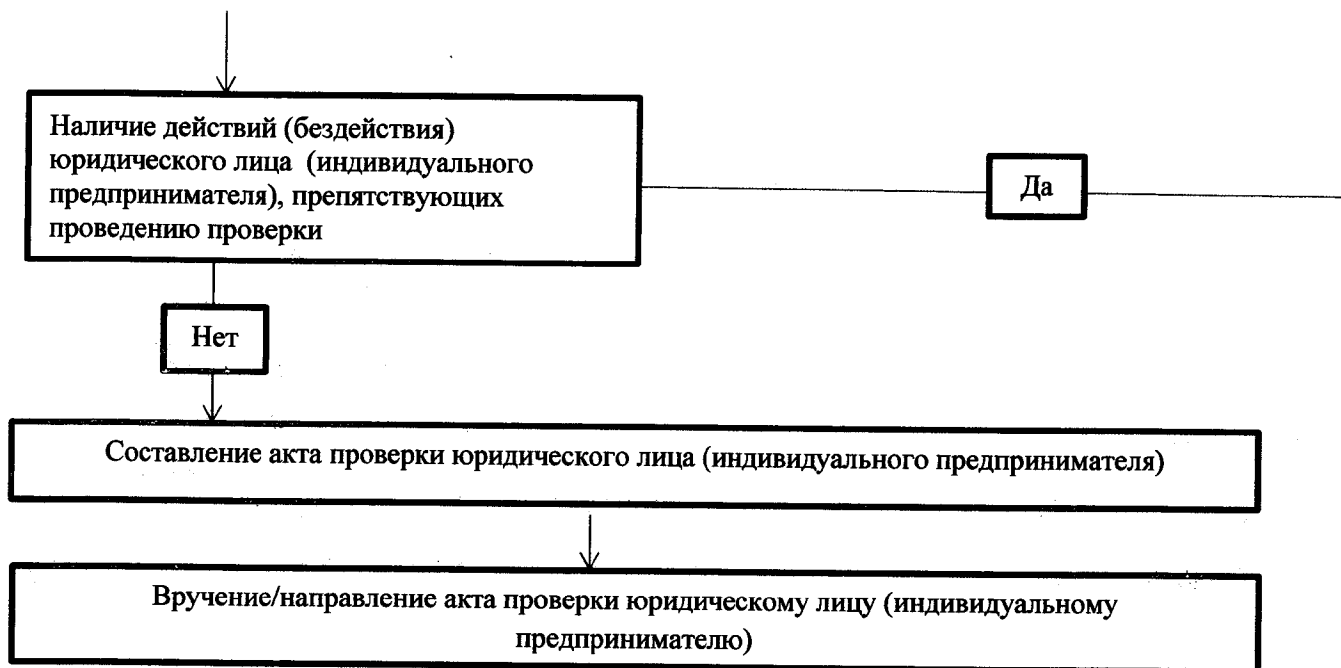 Наличие действий (бездействия)
юридического лица (индивидуального
предпринимателя), препятствующих
проведению проверки
Да
Нет
Составление акта проверки юридического лица (индивидуального предпринимателя)
Вручение/направление акта проверки юридическому лицу (индивидуальному
предпринимателю)